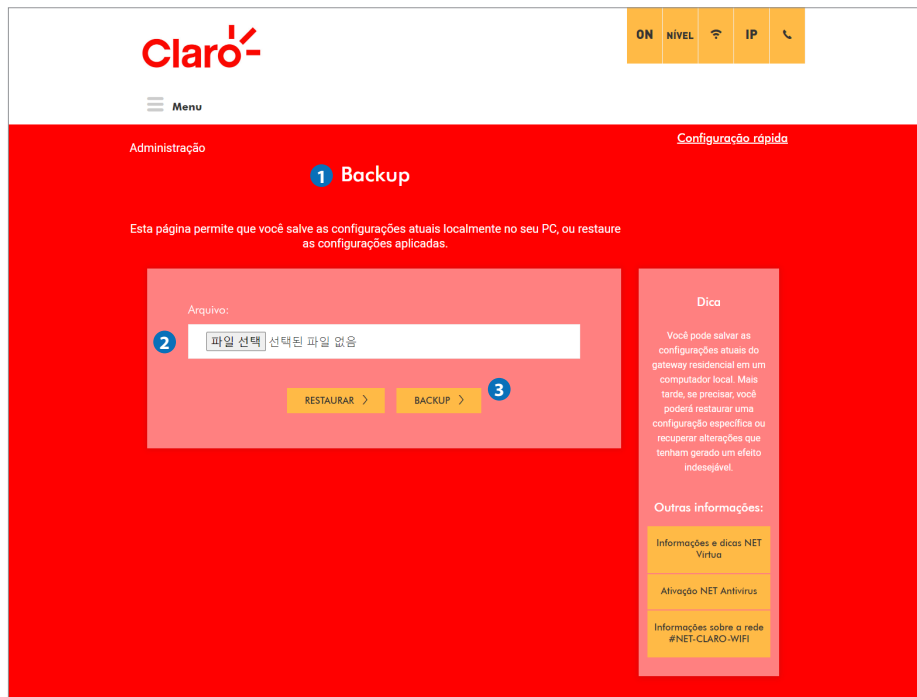 Claro-
ON NÍVEL IP
Menu
Configuração rápida
Administração
1 Backup
Esta página permite que você salve as configurações atuais localmente no seu PC, ou restaure
as configurações aplicadas.
Arquivo:
2 파일 선택 선택된 파일 없음
RESTAURAR > BACKUP > 3
Dica
Você pode salvar as
configurações atuais do
gateway residencial em um
computador local. Mais
tarde, se precisar, você
poderá restaurar uma
configuração específica ou
recuperar alterações que
tenham gerado um efeito
indesejável.
Outras informações:
Informações e dicas NET
Virtua
Ativação NET Antivirus
Informações sobre a rede
#NET-CLARO-WIFI